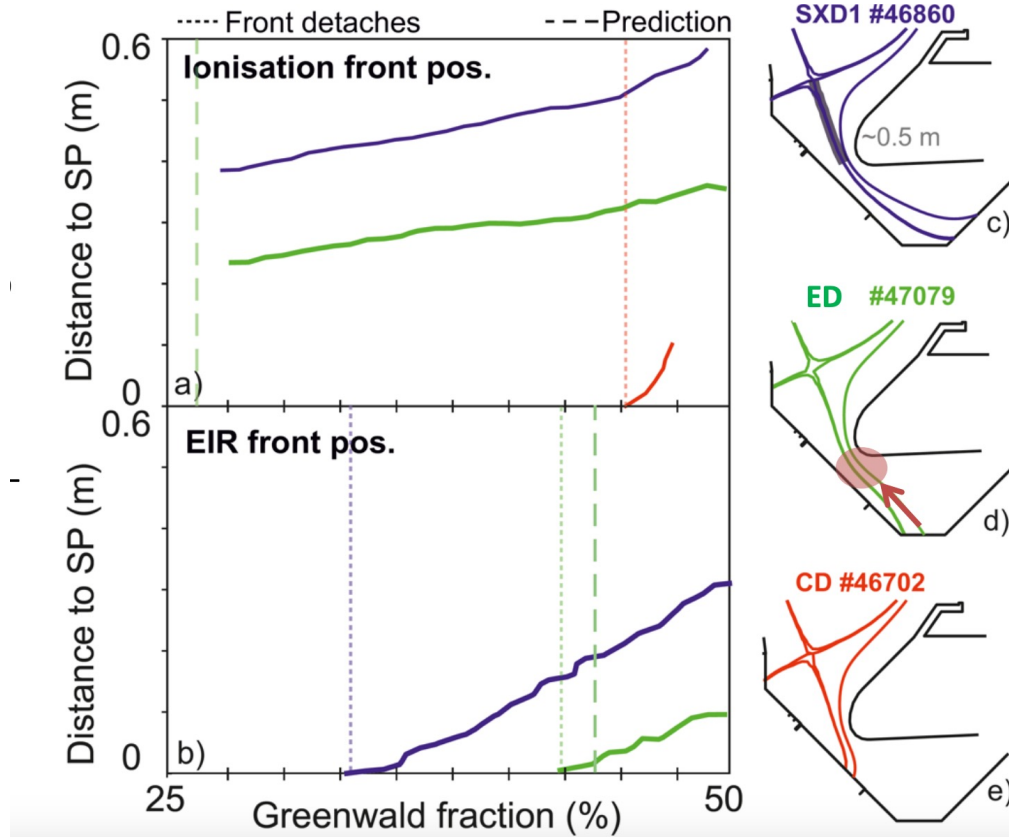 Front detaches
Prediction
0.6
Ionisation front pos.
Distance to SP (m)
0
a)
0.6
EIR front pos.
Distance to SP (m)
0
b)
25
Greenwald fraction (%)
50
SXD1 #46860
~0.5 m
c)
ED #47079
d)
CD #46702
e)